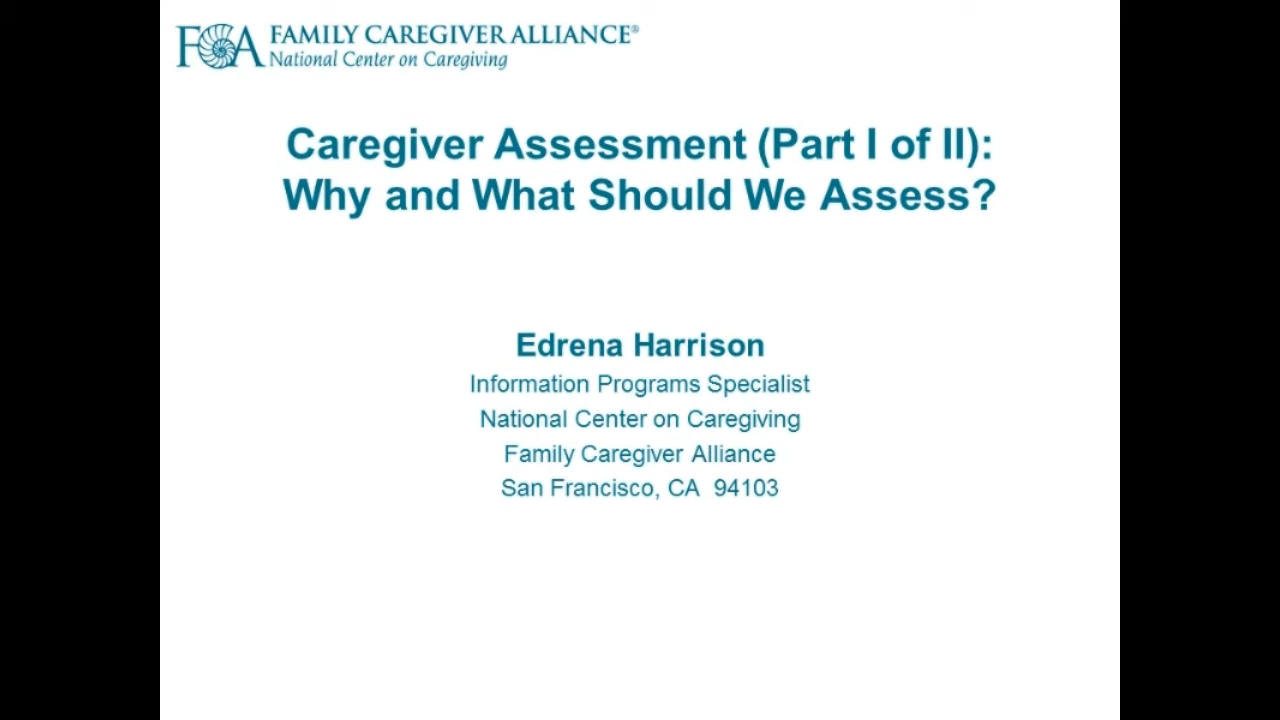 FCA FAMILY CAREGIVER ALLIANCE®
National Center on Caregiving
Caregiver Assessment (Part I of II):
Why and What Should We Assess?
Edrena Harrison
Information Programs Specialist
National Center on Caregiving
Family Caregiver Alliance
San Francisco, CA 94103